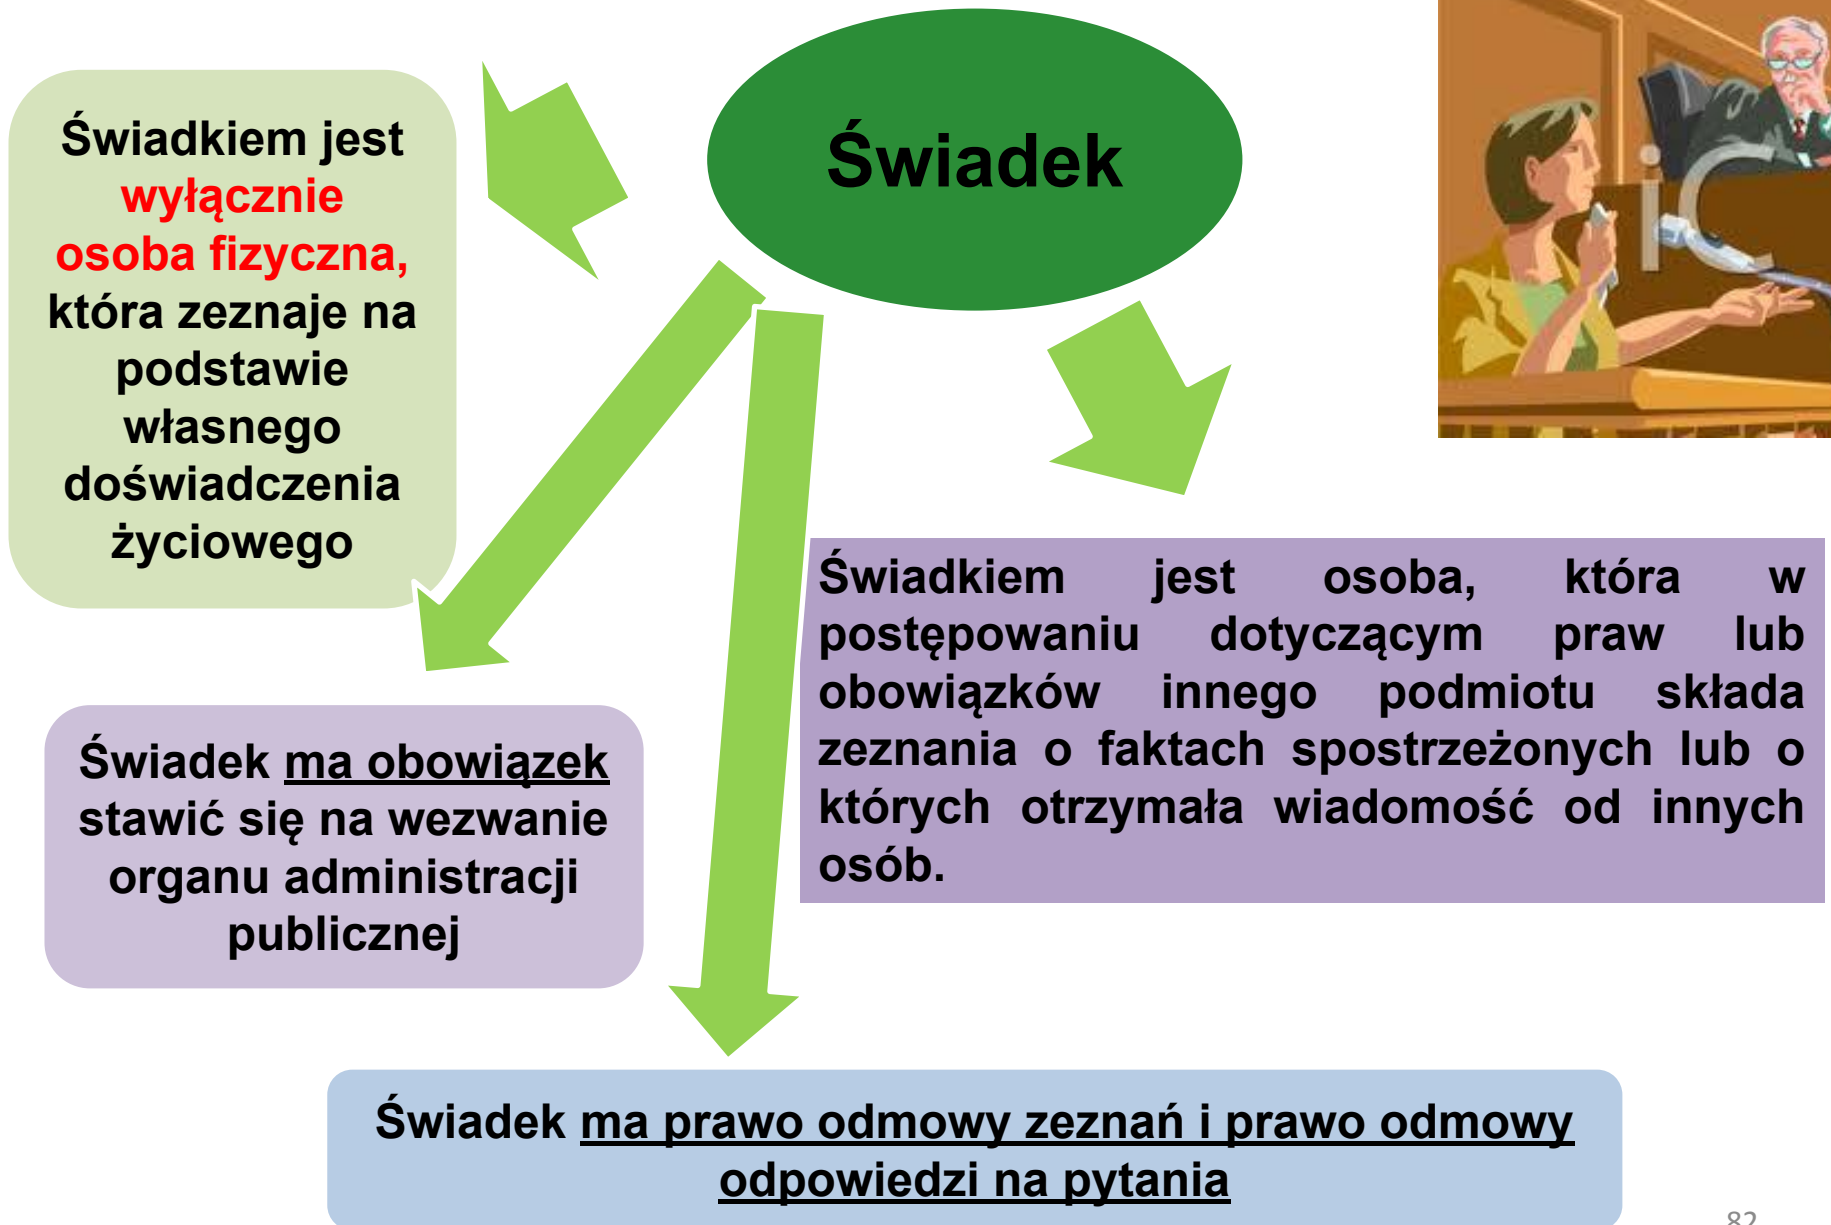 Świadek
Świadkiem jest
wyłącznie
osoba fizyczna,
która zeznaje na
podstawie
własnego
doświadczenia
życiowego
Świadkiem jest osoba, która w
postępowaniu dotyczącym praw lub
obowiązków innego podmiotu składa
zeznania o faktach spostrzeżonych lub o
których otrzymała wiadomość od innych
osób.
Świadek ma obowiązek
stawić się na wezwanie
organu administracji
publicznej
Świadek ma prawo odmowy zeznań i prawo odmowy
odpowiedzi na pytania
82
iC